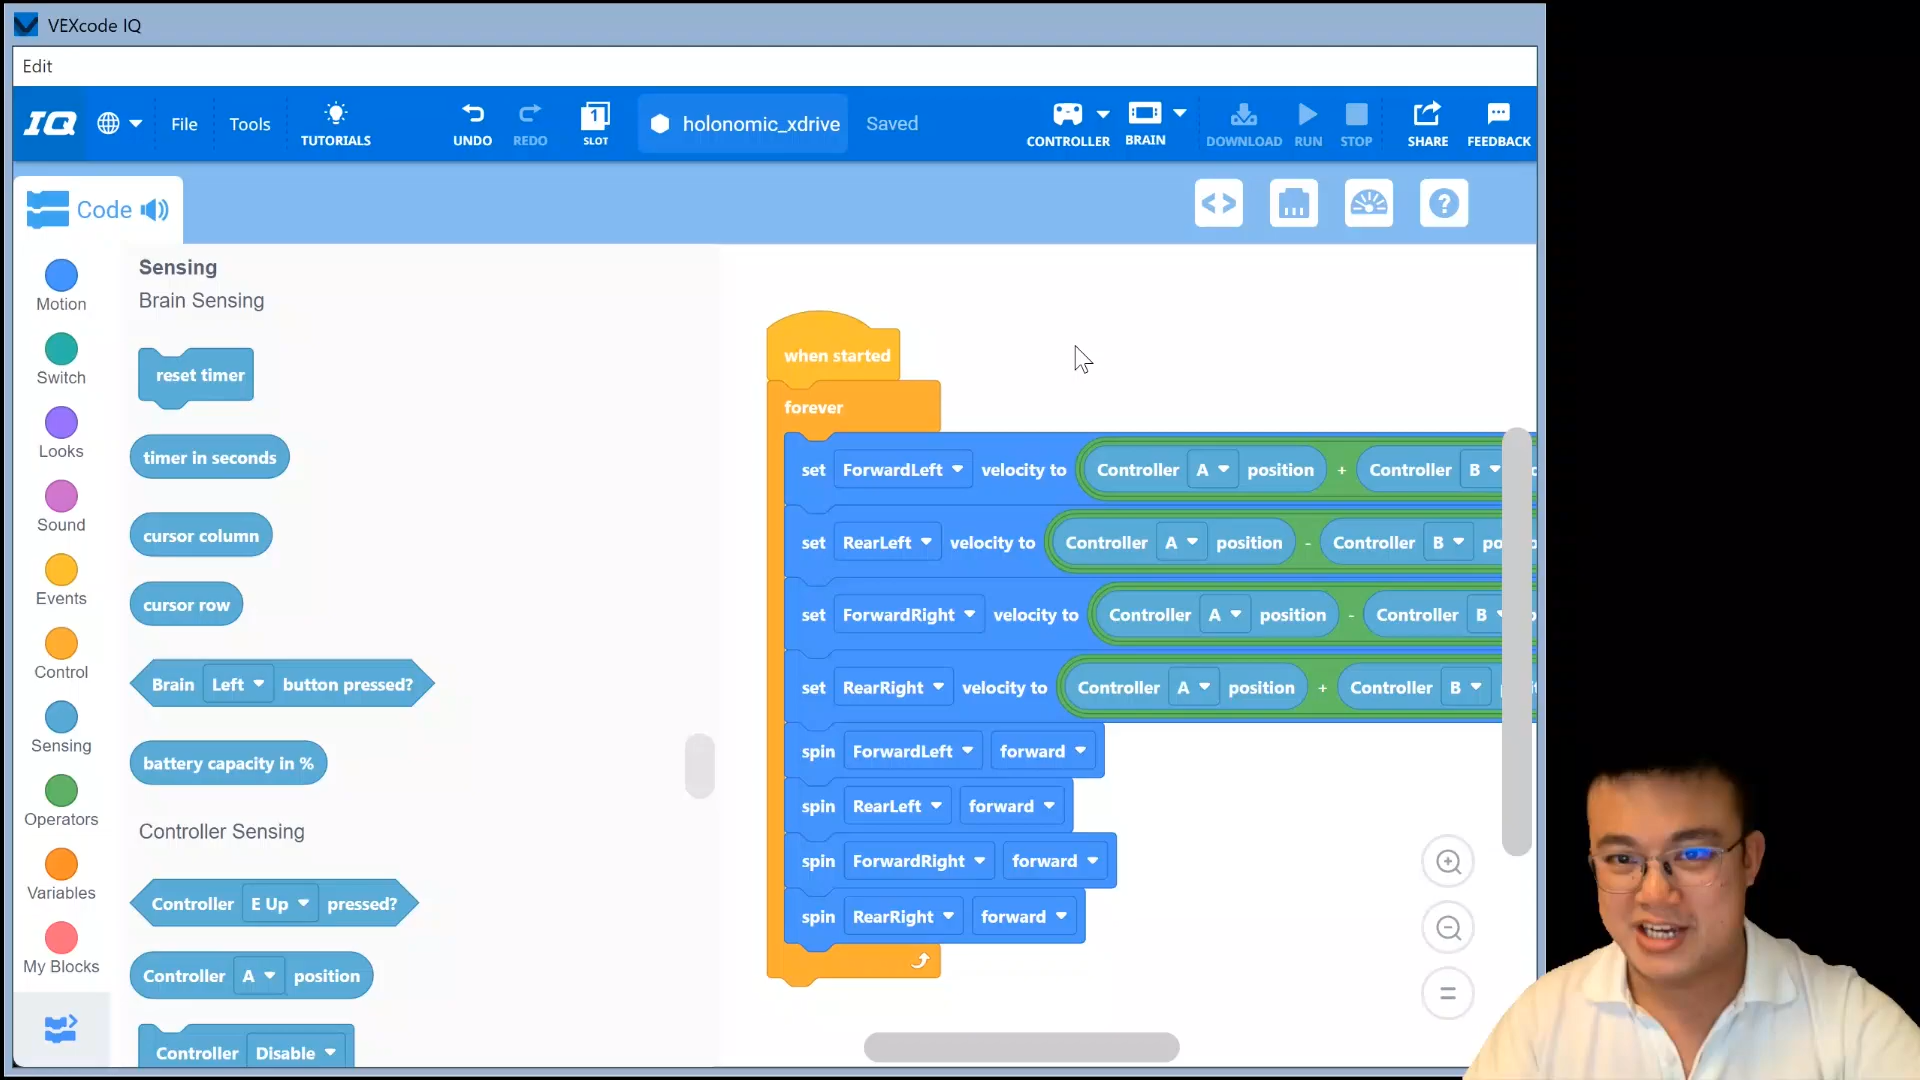 VEXcode IQ
Edit
IQ
File
Tools
TUTORIALS
UNDO
REDO
1
SLOT
holonomic_xdrive
Saved
CONTROLLER
BRAIN
DOWNLOAD
RUN
STOP
SHARE
FEEDBACK
Code
Motion
Switch
Looks
Sound
Events
Control
Sensing
Operators
Variables
My Blocks
Sensing
Brain Sensing
reset timer
timer in seconds
cursor column
cursor row
Brain Left button pressed?
battery capacity in %
Controller Sensing
Controller E Up pressed?
Controller A position
Controller Disable
when started
forever
set ForwardLeft velocity to Controller A position + Controller B
set RearLeft velocity to Controller A position - Controller B po
set ForwardRight velocity to Controller A position - Controller B
set RearRight velocity to Controller A position + Controller B
spin ForwardLeft forward
spin RearLeft forward
spin ForwardRight forward
spin RearRight forward